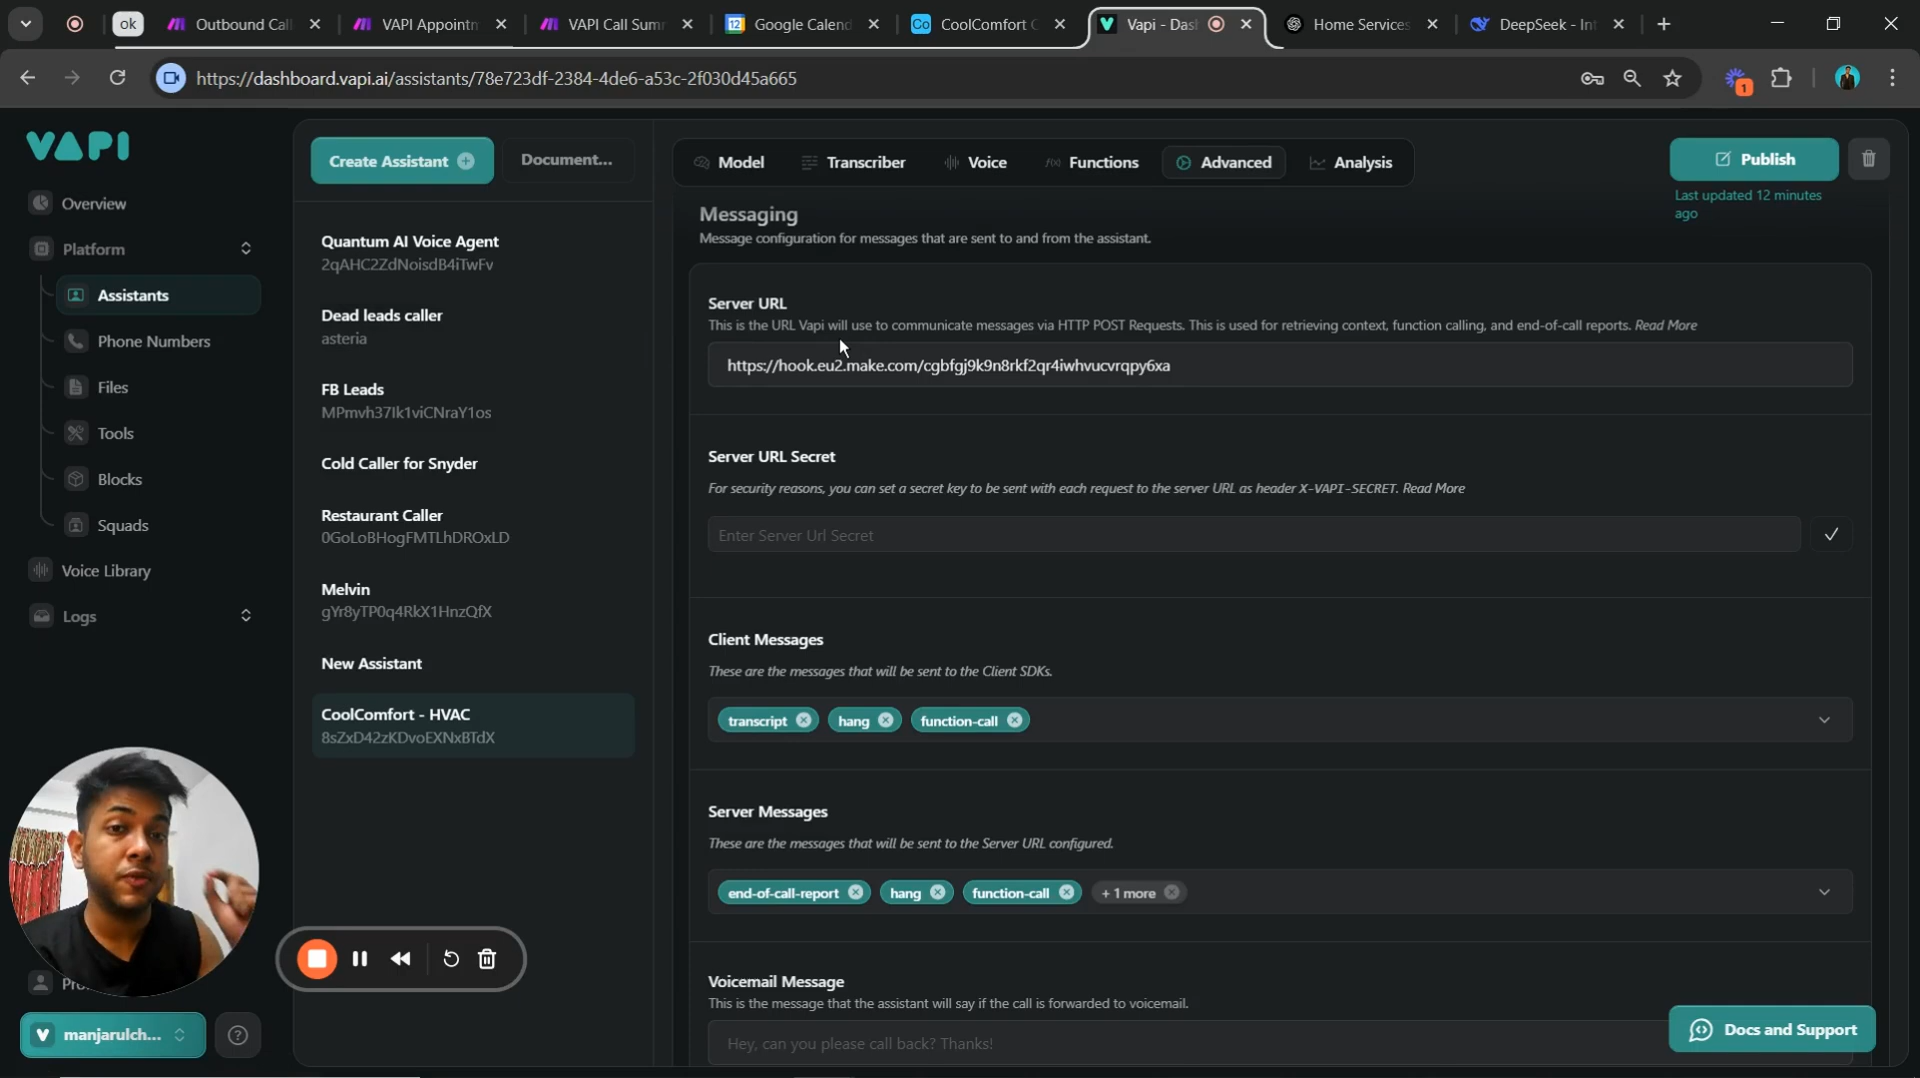 ok
Outbound Call
VAPI Appointm
VAPI Call Sum
Google Calend
CoolComfort C
Vapi - Das
Home Services
DeepSeek - Int
https://dashboard.vapi.ai/assistants/78e723df-2384-4de6-a53c-2f030d45a665
1
VAPI
Overview
Platform
Assistants
Phone Numbers
Files
Tools
Blocks
Squads
Voice Library
Logs
manjarulch...
Create Assistant
Document...
Quantum AI Voice Agent
2qAHC2ZdNoisdB4iTwFv
Dead leads caller
asteria
FB Leads
MPmvh37Ik1viCNraY1os
Cold Caller for Snyder
Restaurant Caller
0GoLoBHogFMTLhDROxLD
Melvin
gYr8yTP0q4RkX1HnzQfX
New Assistant
CoolComfort - HVAC
8sZxD42zKDvoEXNxBTdX
Model
Transcriber
Voice
Functions
Advanced
Analysis
Publish
Last updated 12 minutes
ago
Messaging
Message configuration for messages that are sent to and from the assistant.
Server URL
This is the URL Vapi will use to communicate messages via HTTP POST Requests. This is used for retrieving context, function calling, and end-of-call reports. Read More
https://hook.eu2.make.com/cgbfgj9k9n8rkf2qr4iwhvucvrqpy6xa
Server URL Secret
For security reasons, you can set a secret key to be sent with each request to the server URL as header X-VAPI-SECRET. Read More
Enter Server Url Secret
Client Messages
These are the messages that will be sent to the Client SDKs.
transcript
hang
function-call
Server Messages
These are the messages that will be sent to the Server URL configured.
end-of-call-report
hang
function-call
+ 1 more
Voicemail Message
This is the message that the assistant will say if the call is forwarded to voicemail.
Hey, can you please call back? Thanks!
Docs and Support